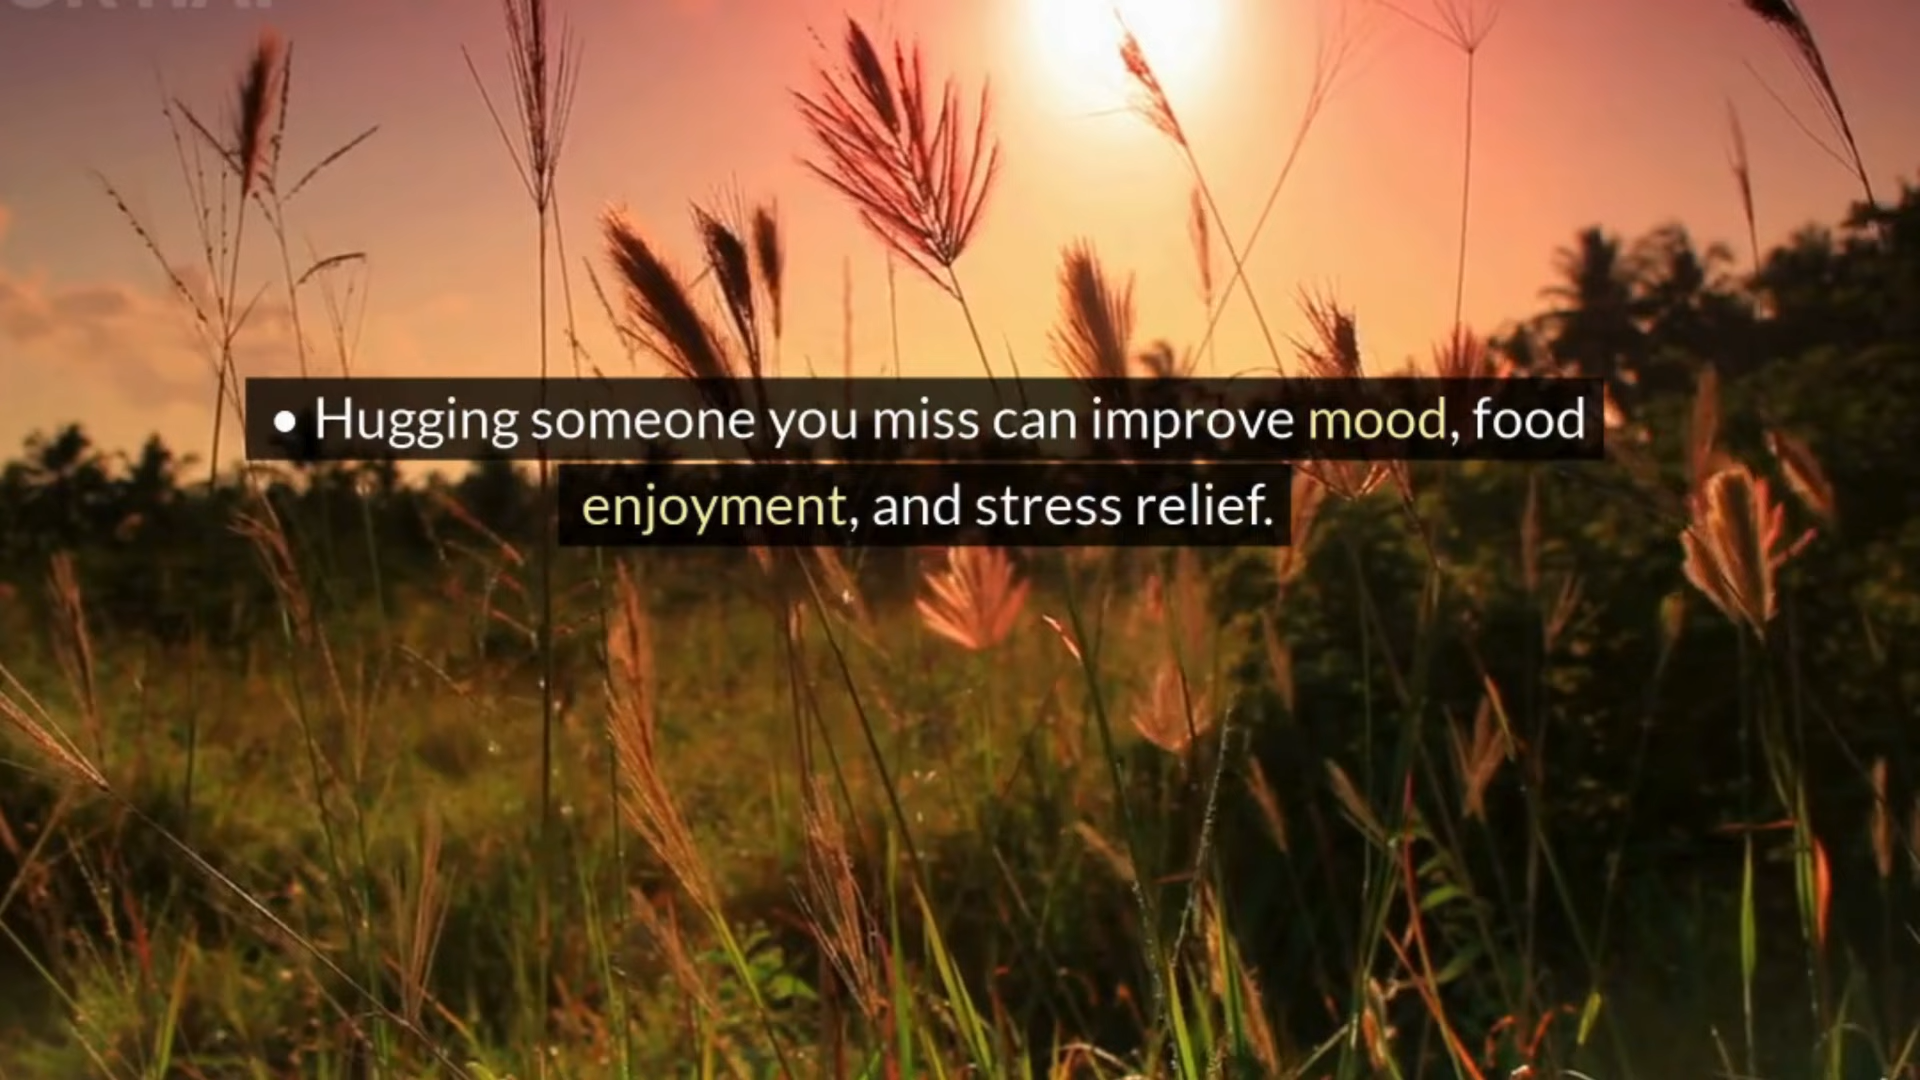 • Hugging someone you miss can improve mood, food
enjoyment, and stress relief.